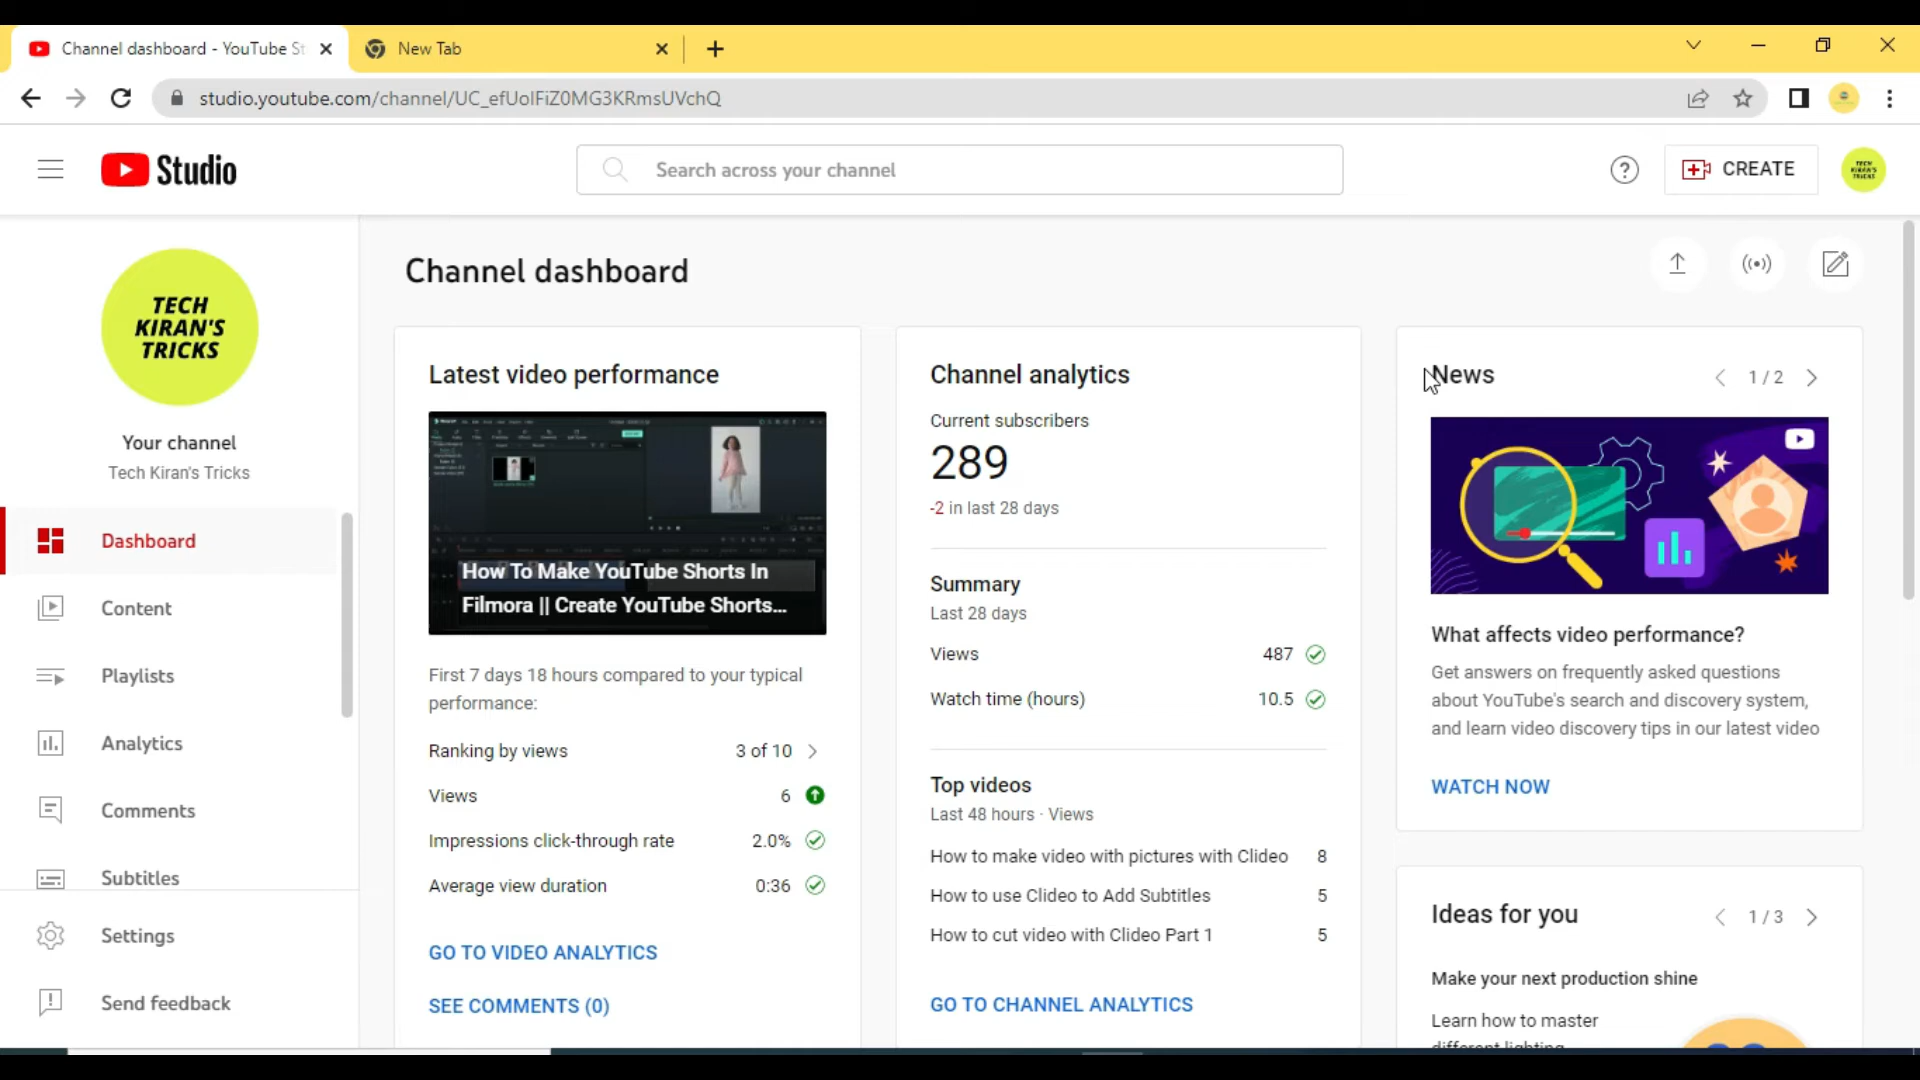 Channel dashboard - YouTube St
New Tab
studio.youtube.com/channel/UC_efUoIFiZ0MG3KRmsUVchQ
Studio
Search across your channel
CREATE
TECH
KIRAN'S
TRICKS
TECH
KIRAN'S
TRICKS
Your channel
Tech Kiran's Tricks
Dashboard
Content
Playlists
Analytics
Comments
Subtitles
Settings
Send feedback
Channel dashboard
Latest video performance
How To Make YouTube Shorts In
Filmora || Create YouTube Shorts...
First 7 days 18 hours compared to your typical
performance:
Ranking by views 3 of 10
Views 6
Impressions click-through rate 2.0%
Average view duration 0:36
GO TO VIDEO ANALYTICS
SEE COMMENTS (0)
Channel analytics
Current subscribers
289
-2 in last 28 days
Summary
Last 28 days
Views 487
Watch time (hours) 10.5
Top videos
Last 48 hours · Views
How to make video with pictures with Clideo 8
How to use Clideo to Add Subtitles 5
How to cut video with Clideo Part 1 5
GO TO CHANNEL ANALYTICS
News 1 / 2
What affects video performance?
Get answers on frequently asked questions
about YouTube's search and discovery system,
and learn video discovery tips in our latest video
WATCH NOW
Ideas for you 1 / 3
Make your next production shine
Learn how to master
different lighting